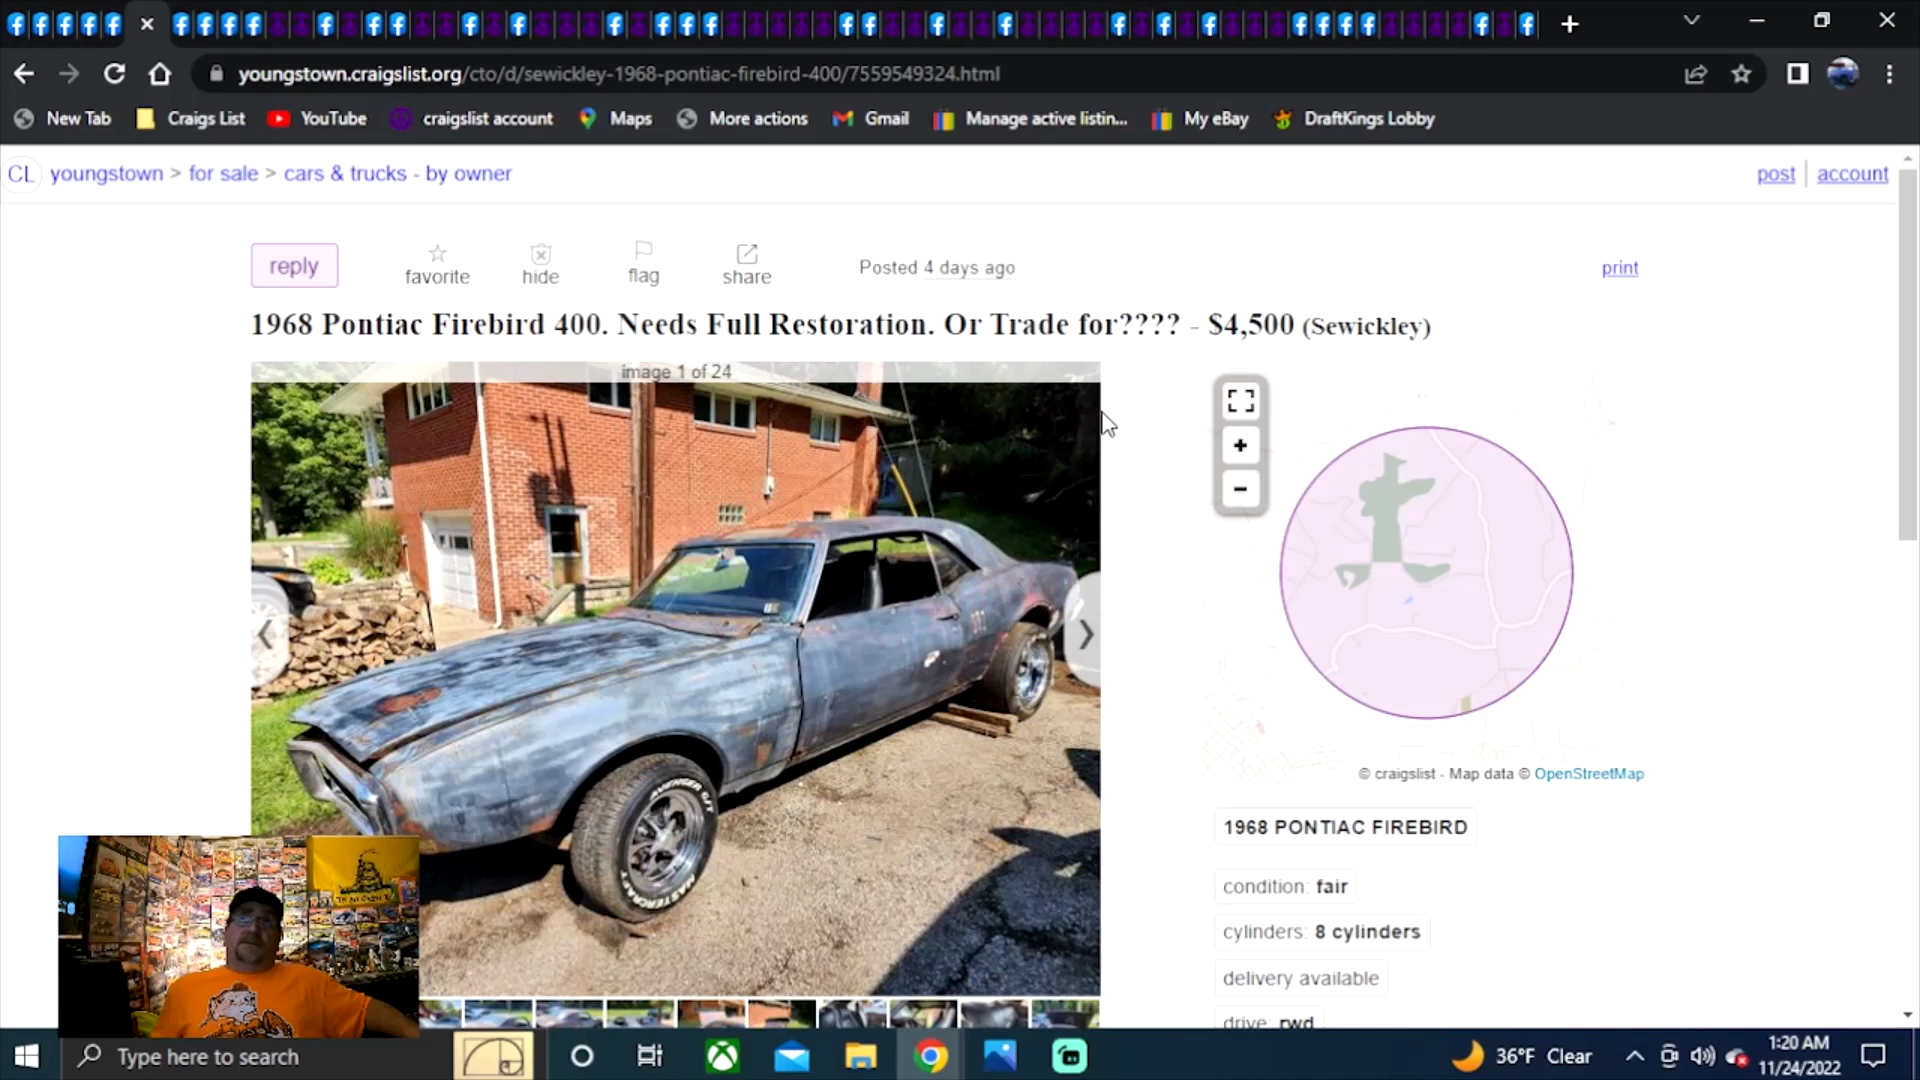 youngstown.craigslist.org/cto/d/sewickley-1968-pontiac-firebird-400/7559549324.html
New Tab
Craigs List
YouTube
craigslist account
Maps
More actions
Gmail
Manage active listin...
My eBay
DraftKings Lobby
CL youngstown > for sale > cars & trucks - by owner
post
account
reply
favorite
hide
flag
share
Posted 4 days ago
print
1968 Pontiac Firebird 400. Needs Full Restoration. Or Trade for???? - $4,500 (Sewickley)
image 1 of 24
AVENGER G/T
MASTERCRAFT
+
−
© craigslist - Map data © OpenStreetMap
1968 PONTIAC FIREBIRD
condition: fair
cylinders: 8 cylinders
delivery available
drive: rwd
Type here to search
36°F Clear
1:20 AM
11/24/2022